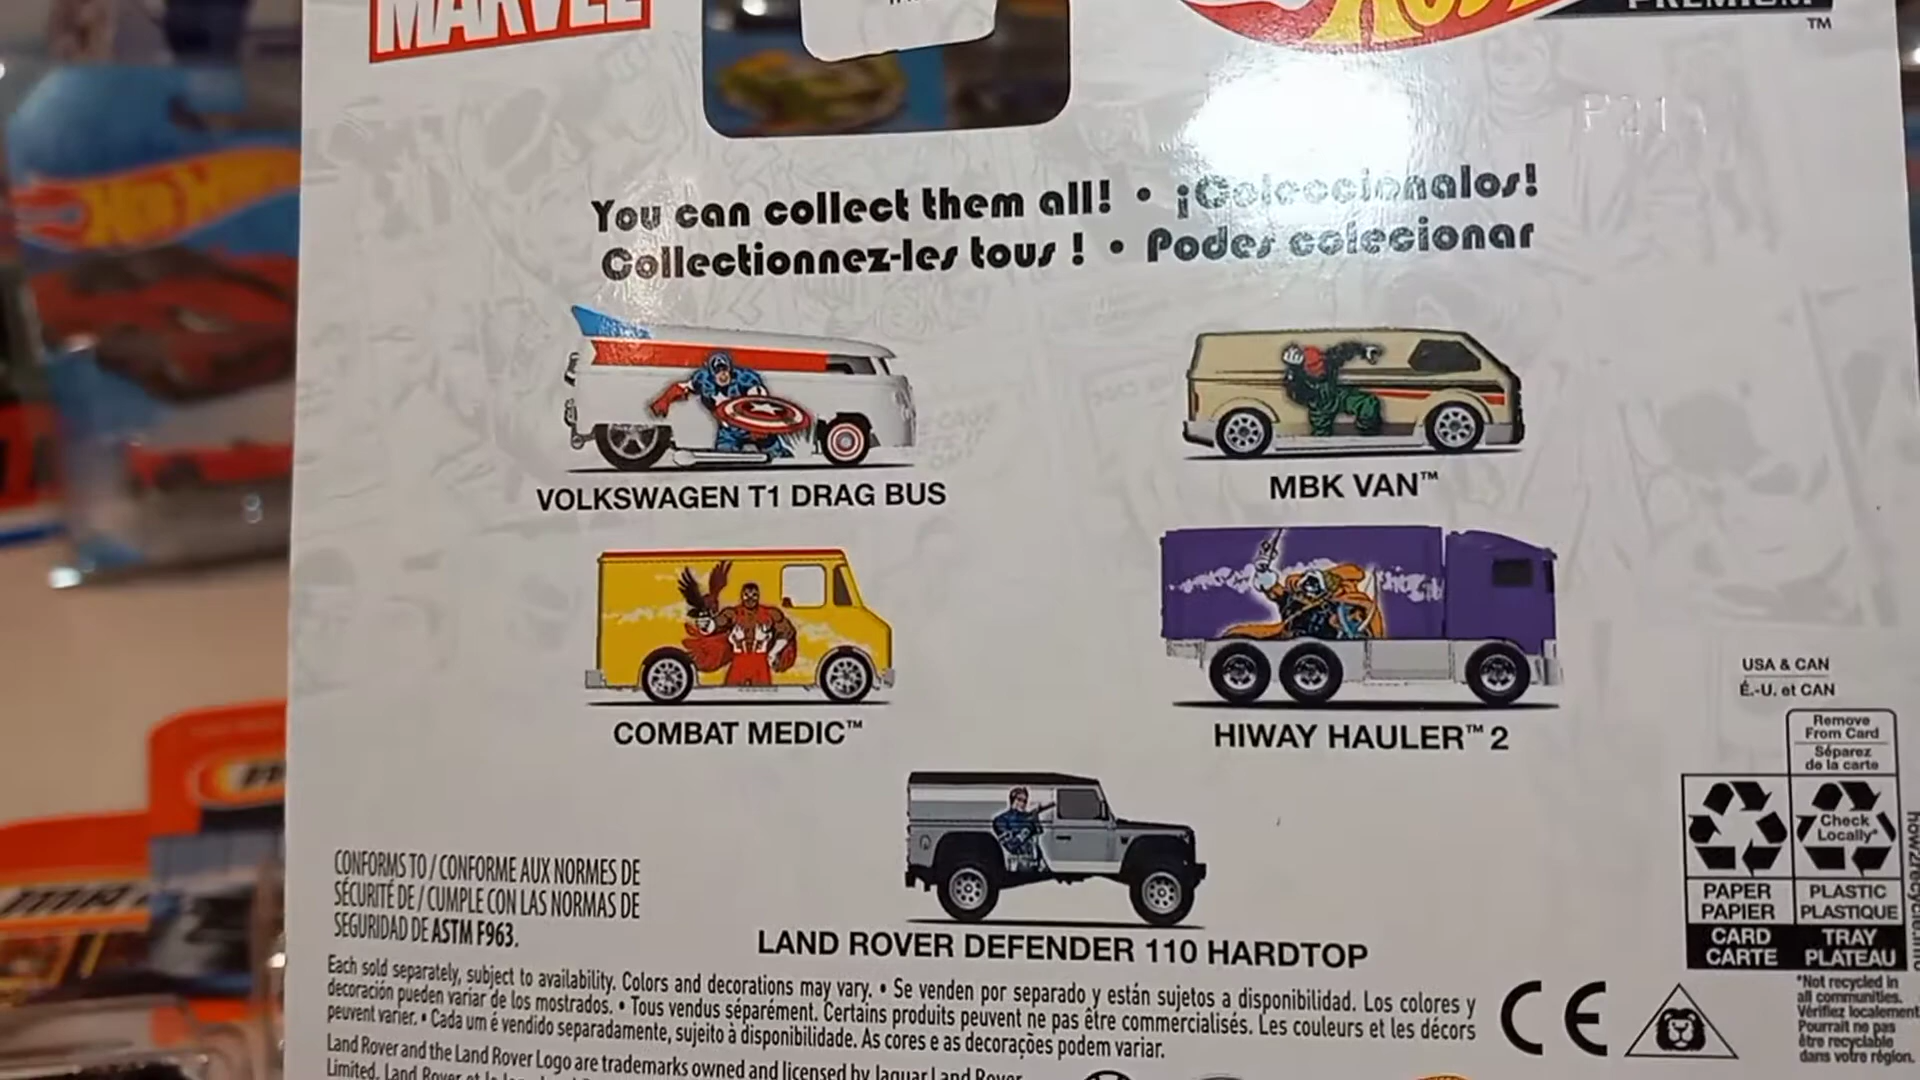 MARVEL
PREMIUM
TM
P21
You can collect them all! • ¡Colecciónalos!
Collectionnez-les tous ! • Podes colecionar
VOLKSWAGEN T1 DRAG BUS
MBK VAN™
COMBAT MEDIC™
HIWAY HAULER™ 2
LAND ROVER DEFENDER 110 HARDTOP
USA & CAN
É.-U. et CAN
Remove
From Card
Séparez
de la carte
Check
Locally*
PAPER
PAPIER
PLASTIC
PLASTIQUE
CARD
CARTE
TRAY
PLATEAU
how2recycle.info
*Not recycled in
all communities.
Vérifiez localement
Pourrait ne pas
être recyclable
dans votre région.
CONFORMS TO / CONFORME AUX NORMES DE
SÉCURITÉ DE / CUMPLE CON LAS NORMAS DE
SEGURIDAD DE ASTM F963.
Each sold separately, subject to availability. Colors and decorations may vary. • Se venden por separado y están sujetos a disponibilidad. Los colores y
decoración pueden variar de los mostrados. • Tous vendus séparément. Certains produits peuvent ne pas être commercialisés. Les couleurs et les décors
peuvent varier. • Cada um é vendido separadamente, sujeito à disponibilidade. As cores e as decorações podem variar.
CE
Land Rover and the Land Rover Logo are trademarks owned and licensed by Jaguar Land Rover
Limited. Land Rover et le